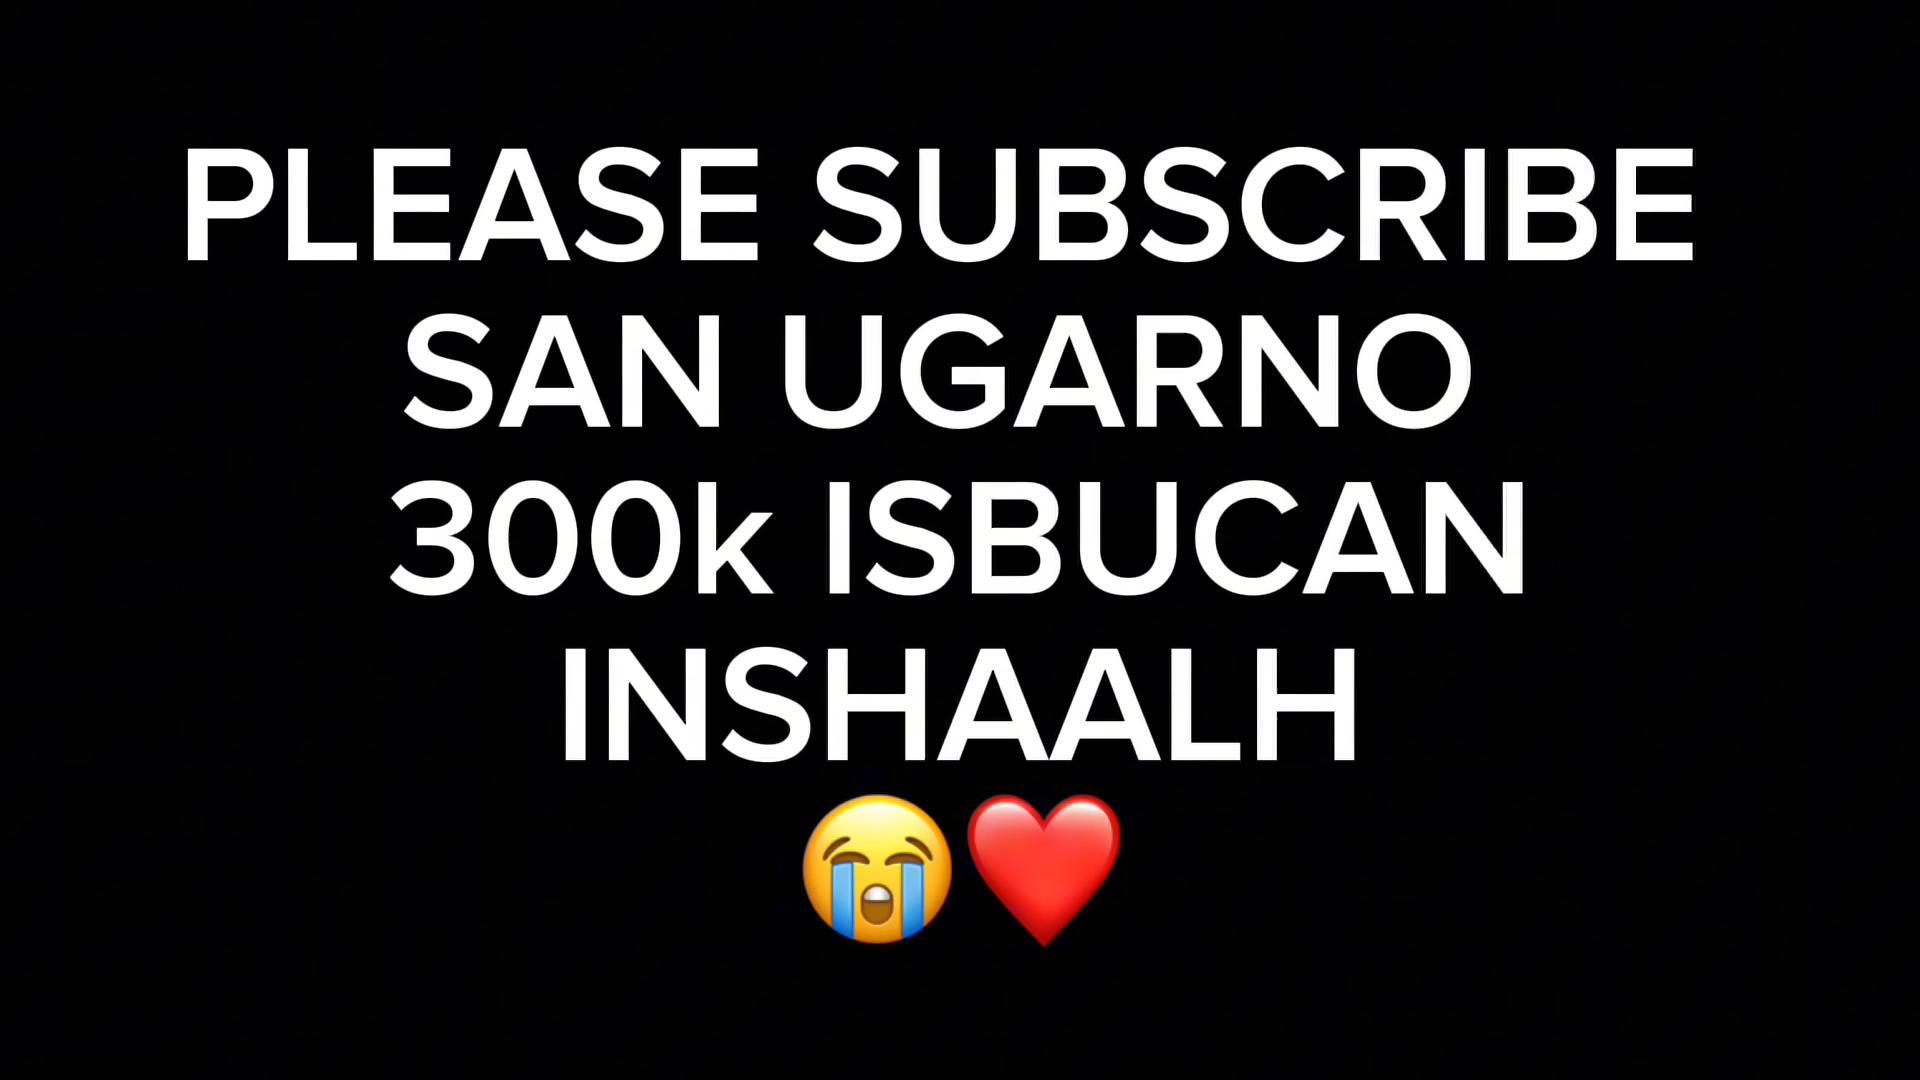 PLEASE SUBSCRIBE
SAN UGARNO
300k ISBUCAN
INSHAALH
😭❤️